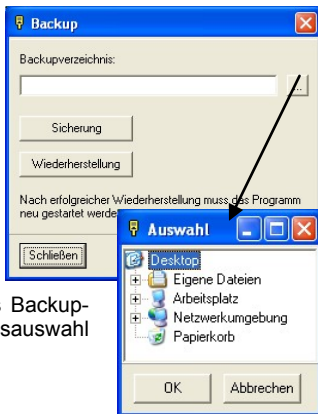 Backup
Backupverzeichnis:
...
Sicherung
Wiederherstellung
Nach erfolgreicher Wiederherstellung muss das Programm
neu gestartet
Schließen
Auswahl
Desktop
Eigene Dateien
Arbeitsplatz
Netzwerkumgebung
Papierkorb
OK Abbrechen
Backup-
sauswahl